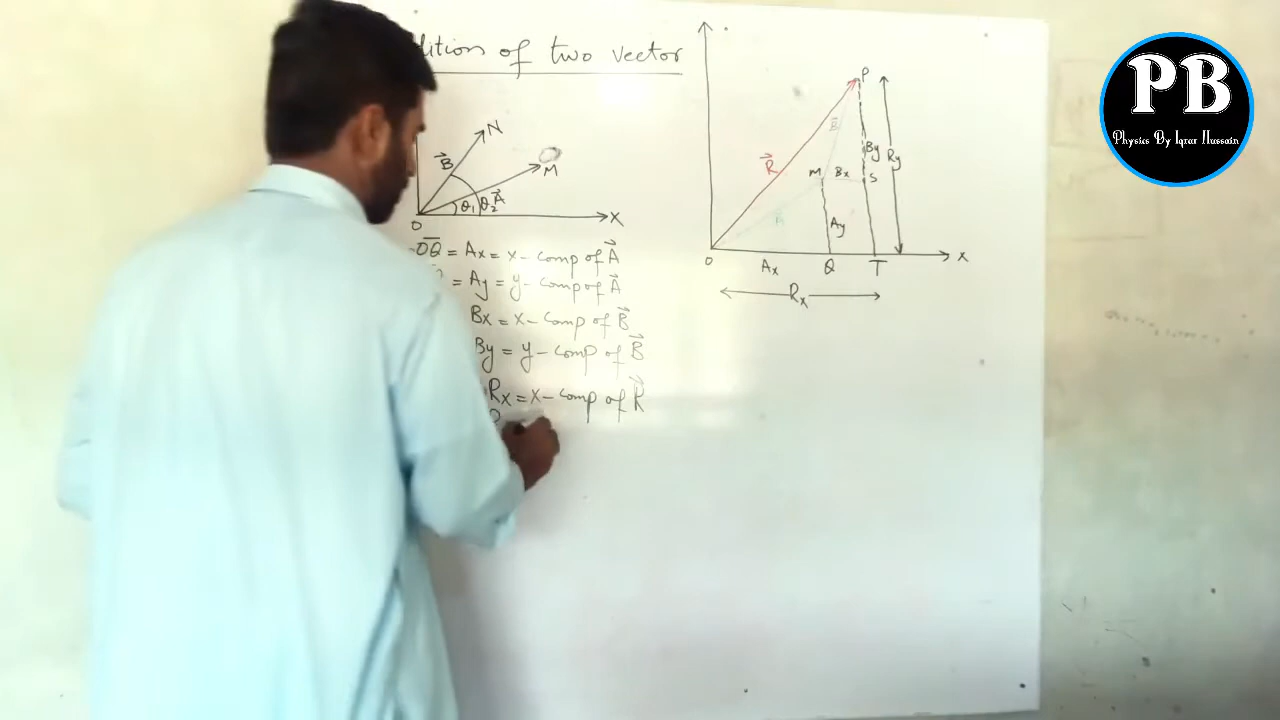 dition of two vector
N
B
M
A
θ1 θ2
O
X
OQ = Ax = x - comp of A
= Ay = y - comp of A
Bx = x - comp of B
By = y - comp of B
Rx = x - comp of R
P
B
R
By
Ry
M
Bx
S
A
Ay
O
Ax
Q
T
x
Rx
PB
Physics By Iqrar Hussain